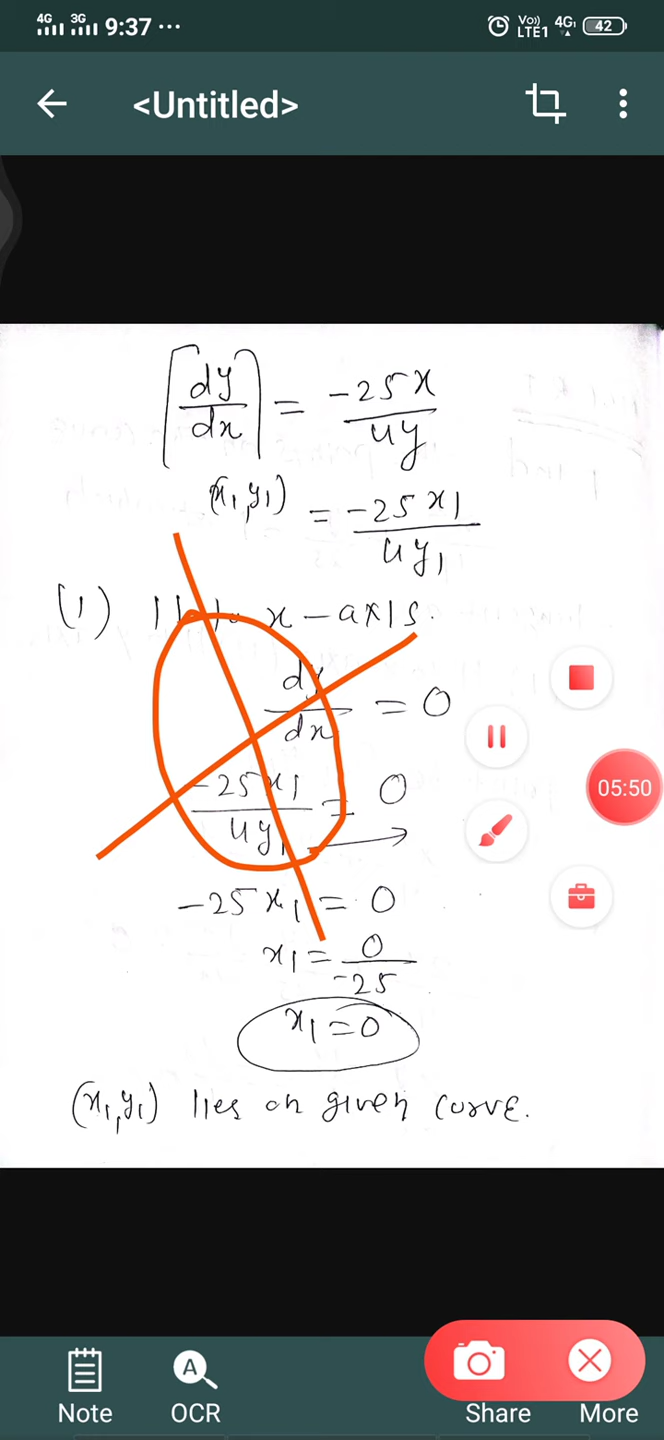 4G 3G 9:37 ...
Vo)) LTE1 4G 42
<Untitled>
[dy/dx] = -25x/4y
(x₁,y₁) = -25x₁/4y₁
(1) || to x-axis.
dy/dx = 0
-25x₁/4y₁ = 0
05:50
-25x₁ = 0
x₁ = 0/-25
x₁ = 0
(x₁,y₁) lies on given curve.
A
Note OCR Share More